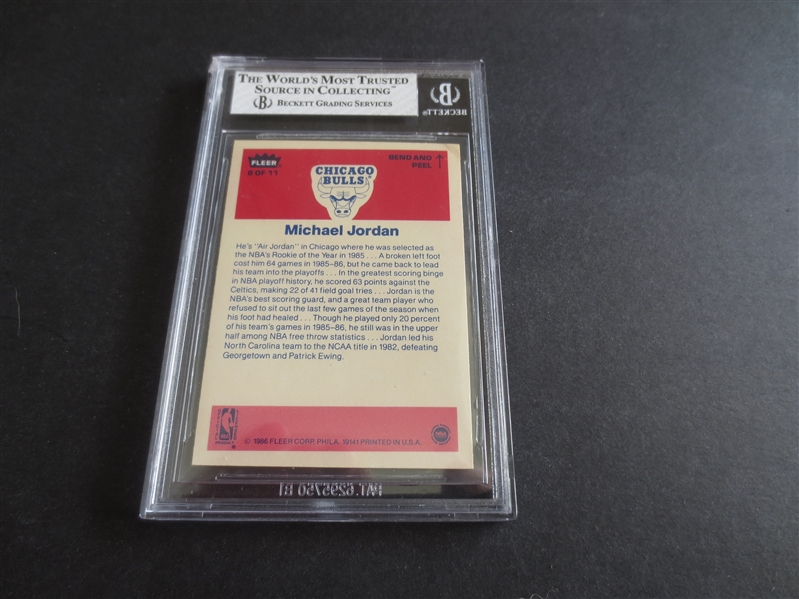 THE WORLD'S MOST TRUSTED
SOURCE IN COLLECTING™
BECKETT GRADING SERVICES
BECKETT
FLEER
8 OF 11
CHICAGO
BULLS
BEND AND
PEEL
Michael Jordan
He's "Air Jordan" in Chicago where he was selected as
the NBA's Rookie of the Year in 1985 . . . A broken left foot
cost him 64 games in 1985-86, but he came back to lead
his team into the playoffs . . . In the greatest scoring binge
in NBA playoff history, he scored 63 points against the
Celtics, making 22 of 41 field goal tries . . . Jordan is the
NBA's best scoring guard, and a great team player who
refused to sit out the last few games of the season when
his foot had healed . . . Though he played only 20 percent
of his team's games in 1985-86, he still was in the upper
half among NBA free throw statistics . . . Jordan led his
North Carolina team to the NCAA title in 1982, defeating
Georgetown and Patrick Ewing.
© 1986 FLEER CORP. PHILA. 19141 PRINTED IN U.S.A.
PAT. 6295750 B1